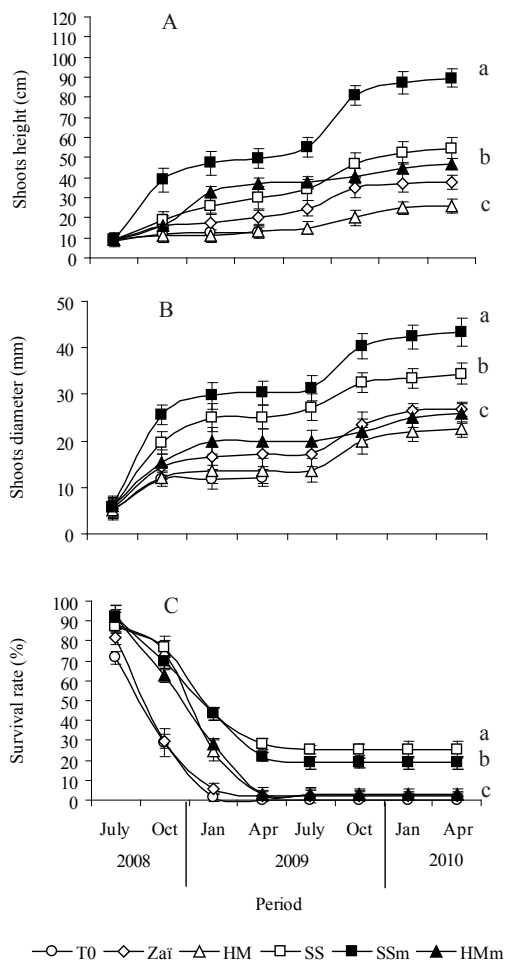 A
Shoots height (cm)
120
110
100
90
80
70
60
50
40
30
20
10
0
a
b
c
B
Shoots diameter (mm)
50
40
30
20
10
0
a
b
c
C
Survival rate (%)
100
90
80
70
60
50
40
30
20
10
0
a
b
c
July Oct Jan Apr July Oct Jan Apr
2008 2009 2010
Period
T0 Zaï HM SS SSm HMm